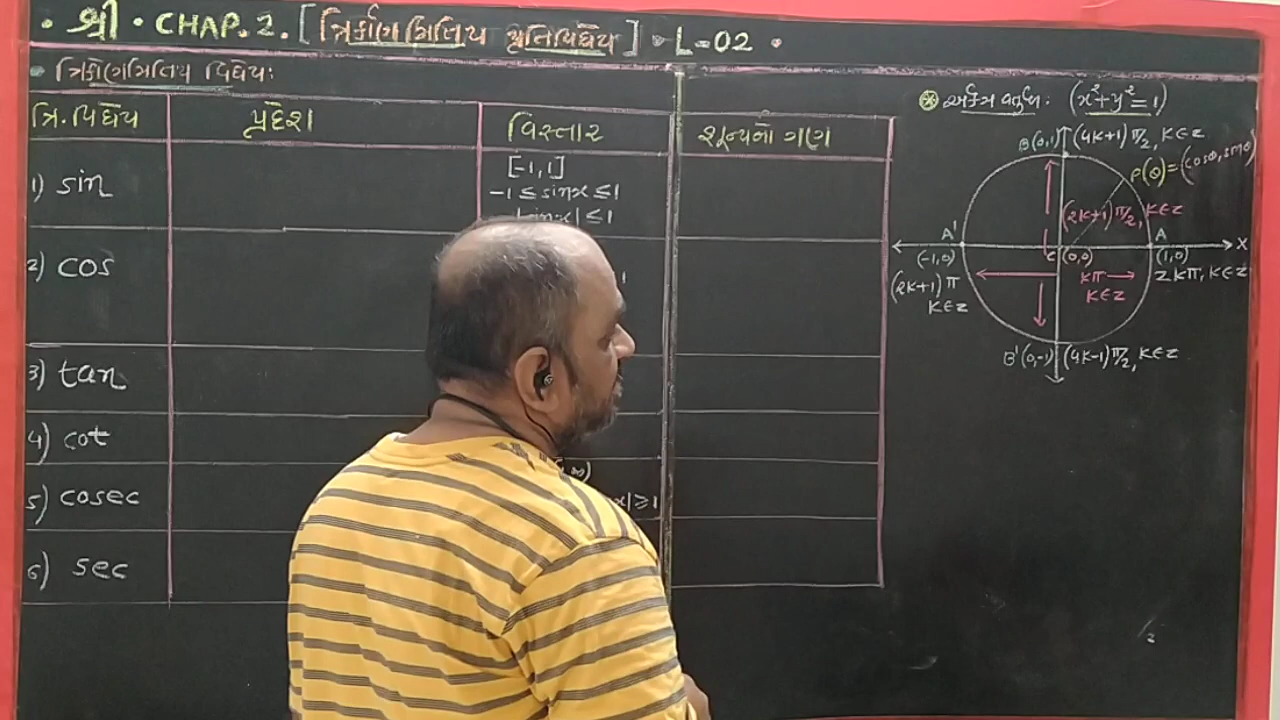 • શ્રી • CHAP. 2. [ત્રિકોણમિતિય પ્રતિવિધેય] • L-02 •
• ત્રિકોણમિતિય વિધેય:
ત્રિ. વિધેય પ્રદેશ વિસ્તાર શૂન્યનો ગણ
1) sin
[-1, 1]
-1 ≤ sinx ≤ 1
≤ 1
2) cos
3) tan
4) cot
5) cosec
x| ≥ 1
6) sec
એકમ વર્તુળ: (x²+y²=1)
B(0,1) (4K+1)π/2, K∈Z
P(θ)=(cosθ, sinθ)
(2K+1)π/2, K∈Z
A' A X
(-1,0) C(0,0) (1,0)
(2K+1)π Kπ 2Kπ, K∈Z
K∈Z K∈Z
B'(0,-1) (4K-1)π/2, K∈Z